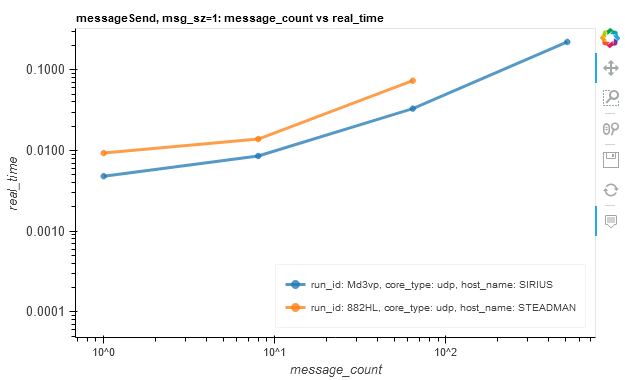 messageSend, msg_sz=1: message_count vs real_time
0.1000
0.0100
0.0010
0.0001
real_time
run_id: Md3vp, core_type: udp, host_name: SIRIUS
run_id: 882HL, core_type: udp, host_name: STEADMAN
10^0
10^1
10^2
message_count